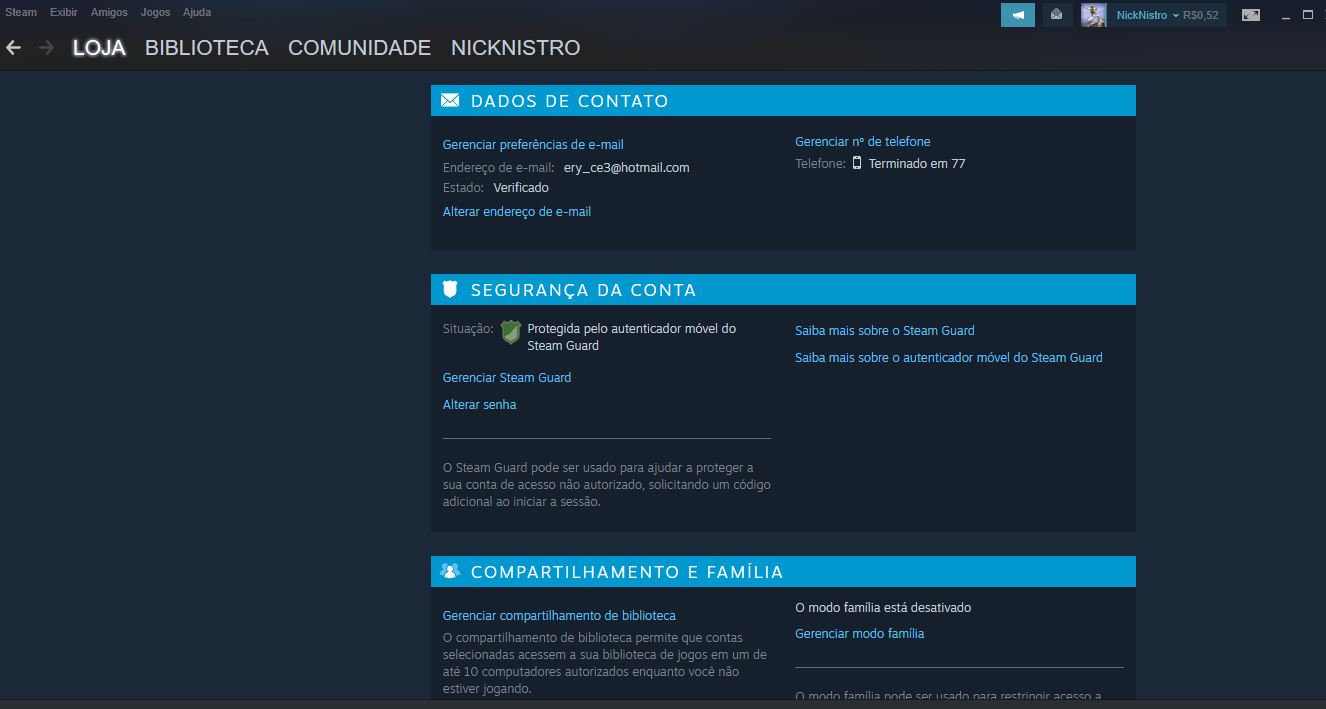 Steam Exibir Amigos Jogos Ajuda
NickNistro R$0,52
LOJA BIBLIOTECA COMUNIDADE NICKNISTRO
DADOS DE CONTATO
Gerenciar preferências de e-mail
Endereço de e-mail: ery_ce3@hotmail.com
Estado: Verificado
Alterar endereço de e-mail
Gerenciar nº de telefone
Telefone: Terminado em 77
SEGURANÇA DA CONTA
Situação: Protegida pelo autenticador móvel do
Steam Guard
Gerenciar Steam Guard
Alterar senha
O Steam Guard pode ser usado para ajudar a proteger a
sua conta de acesso não autorizado, solicitando um código
adicional ao iniciar a sessão.
Saiba mais sobre o Steam Guard
Saiba mais sobre o autenticador móvel do Steam Guard
COMPARTILHAMENTO E FAMÍLIA
Gerenciar compartilhamento de biblioteca
O compartilhamento de biblioteca permite que contas
selecionadas acessem a sua biblioteca de jogos em um de
até 10 computadores autorizados enquanto você não
estiver jogando.
O modo família está desativado
Gerenciar modo família
O modo família pode ser usado para restringir acesso a